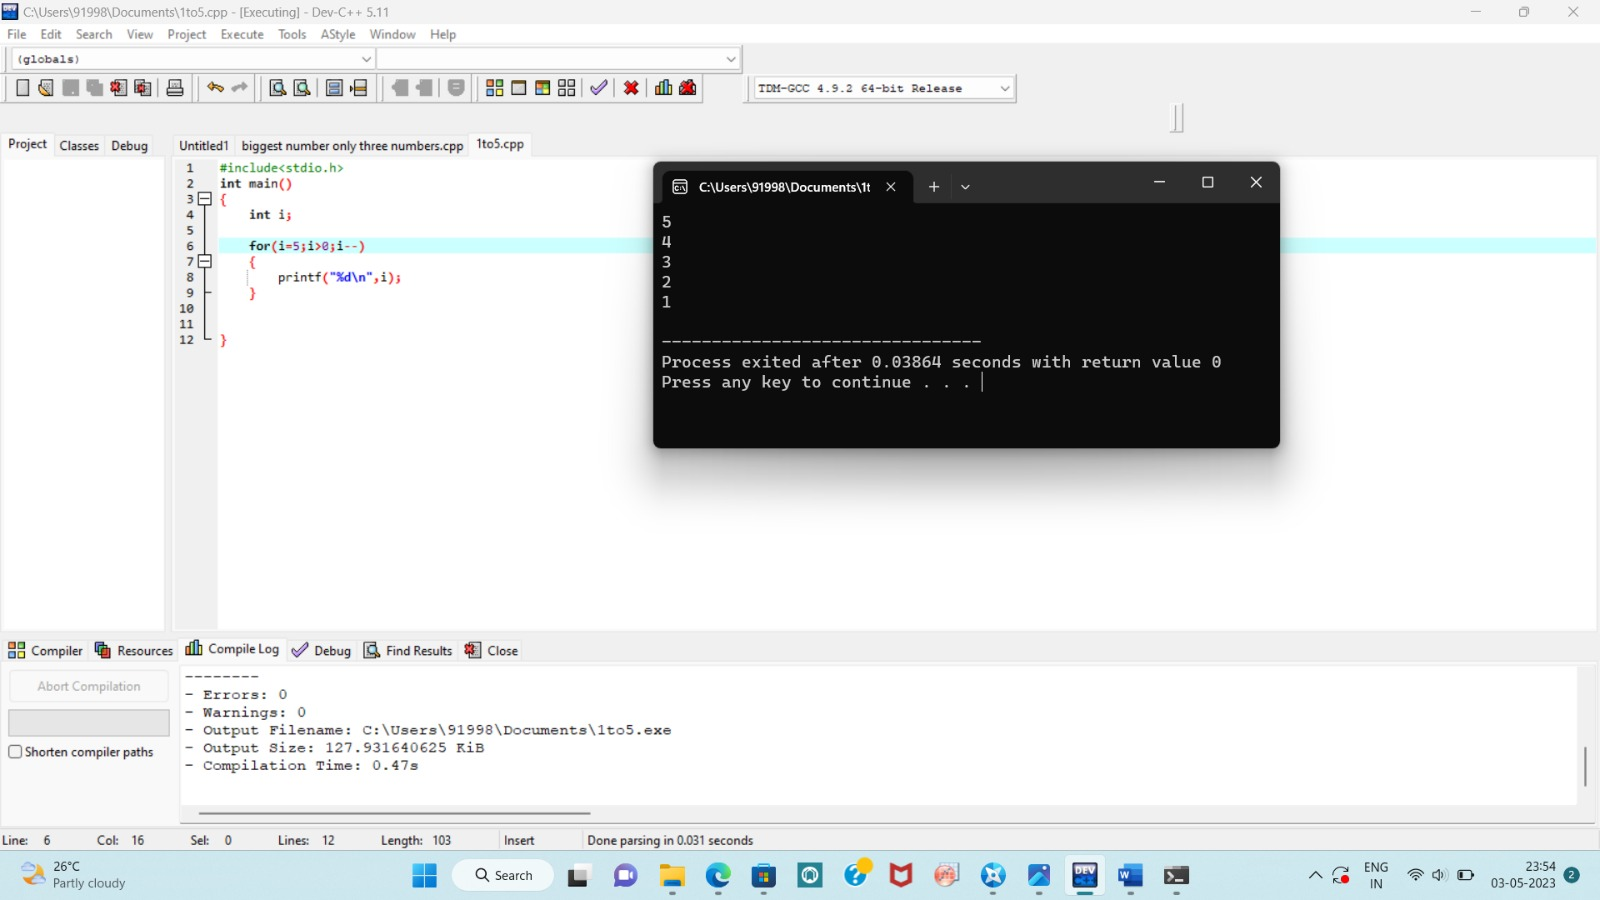 C:\Users\91998\Documents\1to5.cpp - [Executing] - Dev-C++ 5.11
File Edit Search View Project Execute Tools AStyle Window Help
(globals)
TDM-GCC 4.9.2 64-bit Release
Project Classes Debug
Untitled1 biggest number only three numbers.cpp 1to5.cpp
1 #include<stdio.h>
2 int main()
3 {
4 int i;
5
6 for(i=5;i>0;i--)
7 {
8 printf("%d\n",i);
9 }
10
11
12 }
C:\Users\91998\Documents\1t
5
4
3
2
1
--------------------------------
Process exited after 0.03864 seconds with return value 0
Press any key to continue . . .
Compiler Resources Compile Log Debug Find Results Close
Abort Compilation
Shorten compiler paths
--------
- Errors: 0
- Warnings: 0
- Output Filename: C:\Users\91998\Documents\1to5.exe
- Output Size: 127.931640625 KiB
- Compilation Time: 0.47s
Line: 6 Col: 16 Sel: 0 Lines: 12 Length: 103 Insert Done parsing in 0.031 seconds
26°C
Partly cloudy
Search
DEV
W
ENG
IN
23:54
03-05-2023
2